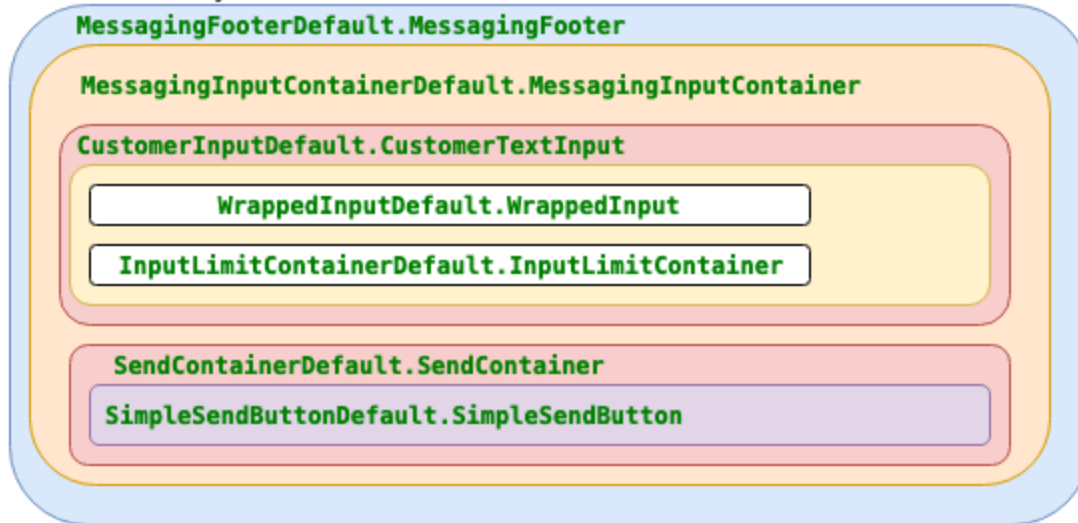 MessagingFooterDefault.MessagingFooter
MessagingInputContainerDefault.MessagingInputContainer
CustomerInputDefault.CustomerTextInput
WrappedInputDefault.WrappedInput
InputLimitContainerDefault.InputLimitContainer
SendContainerDefault.SendContainer
SimpleSendButtonDefault.SimpleSendButton